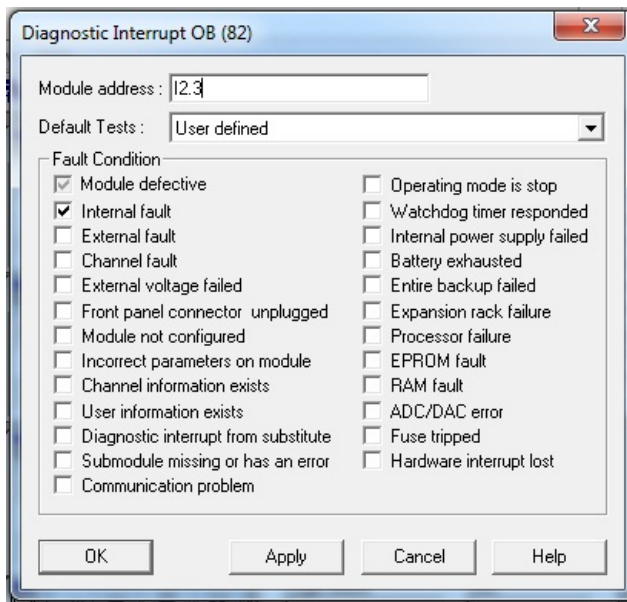 Diagnostic Interrupt OB (82)
Module address : I2.3
Default Tests : User defined
Fault Condition
Module defective
Internal fault
External fault
Channel fault
External voltage failed
Front panel connector unplugged
Module not configured
Incorrect parameters on module
Channel information exists
User information exists
Diagnostic interrupt from substitute
Submodule missing or has an error
Communication problem
Operating mode is stop
Watchdog timer responded
Internal power supply failed
Battery exhausted
Entire backup failed
Expansion rack failure
Processor failure
EPROM fault
RAM fault
ADC/DAC error
Fuse tripped
Hardware interrupt lost
OK Apply Cancel Help